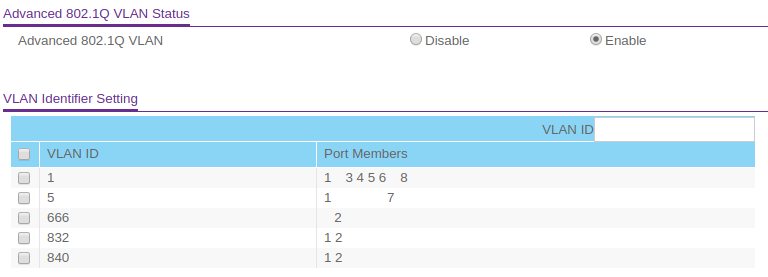 Advanced 802.1Q VLAN Status
Advanced 802.1Q VLAN Disable Enable
VLAN Identifier Setting
VLAN ID
VLAN ID Port Members
1 1 3 4 5 6 8
5 1 7
666 2
832 1 2
840 1 2